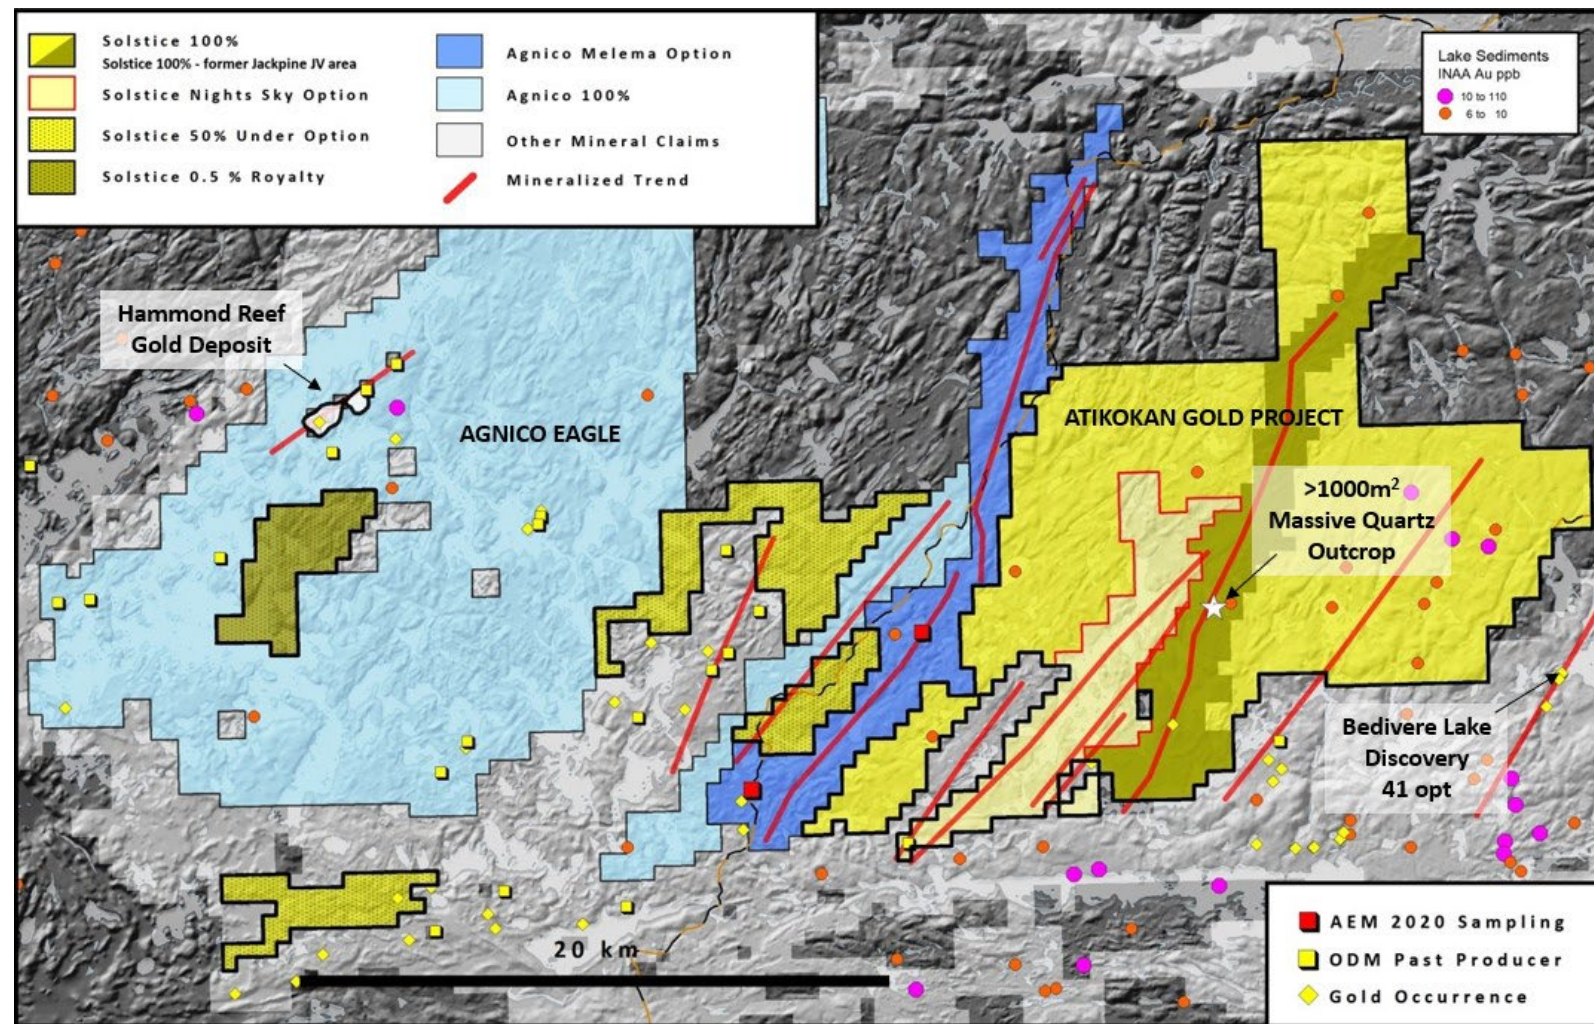 Solstice 100%
Solstice 100% - former Jackpine JV area
Solstice Nights Sky Option
Solstice 50% Under Option
Solstice 0.5 % Royalty
Agnico Melema Option
Agnico 100%
Other Mineral Claims
Mineralized Trend
Lake Sediments
INAA Au ppb
10 to 110
6 to 10
Hammond Reef
Gold Deposit
AGNICO EAGLE
ATIKOKAN GOLD PROJECT
>1000m²
Massive Quartz
Outcrop
Bedivere Lake
Discovery
41 opt
20 km
AEM 2020 Sampling
ODM Past Producer
Gold Occurrence